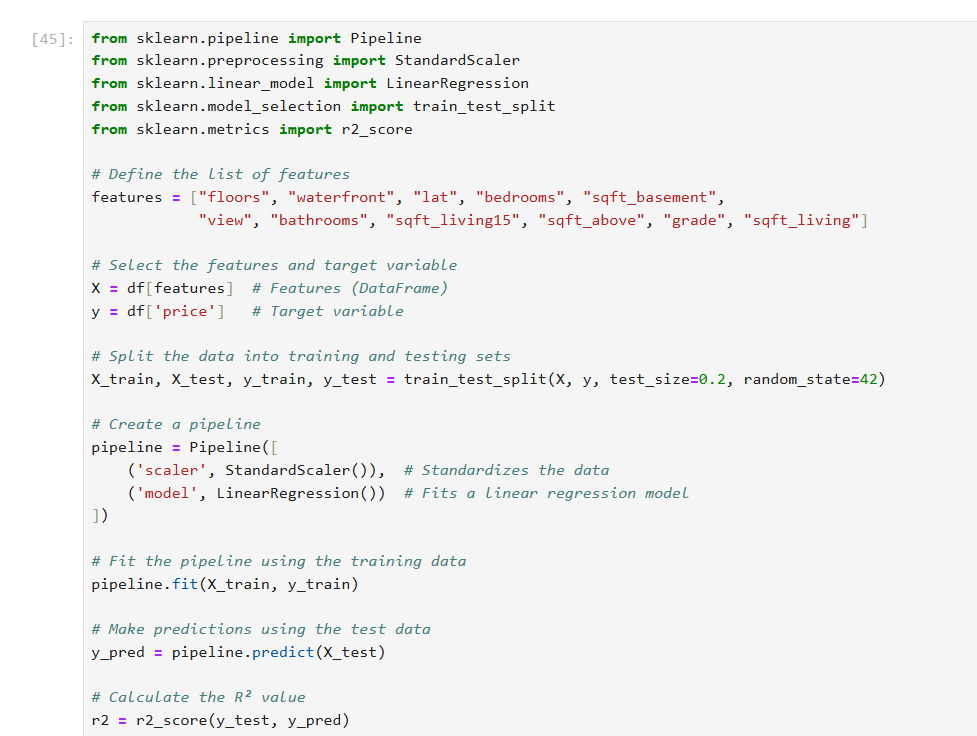 [45]:
from sklearn.pipeline import Pipeline
from sklearn.preprocessing import StandardScaler
from sklearn.linear_model import LinearRegression
from sklearn.model_selection import train_test_split
from sklearn.metrics import r2_score

# Define the list of features
features = ["floors", "waterfront", "lat", "bedrooms", "sqft_basement",
            "view", "bathrooms", "sqft_living15", "sqft_above", "grade", "sqft_living"]

# Select the features and target variable
X = df[features]  # Features (DataFrame)
y = df['price']   # Target variable

# Split the data into training and testing sets
X_train, X_test, y_train, y_test = train_test_split(X, y, test_size=0.2, random_state=42)

# Create a pipeline
pipeline = Pipeline([
    ('scaler', StandardScaler()),  # Standardizes the data
    ('model', LinearRegression())  # Fits a linear regression model
])

# Fit the pipeline using the training data
pipeline.fit(X_train, y_train)

# Make predictions using the test data
y_pred = pipeline.predict(X_test)

# Calculate the R² value
r2 = r2_score(y_test, y_pred)